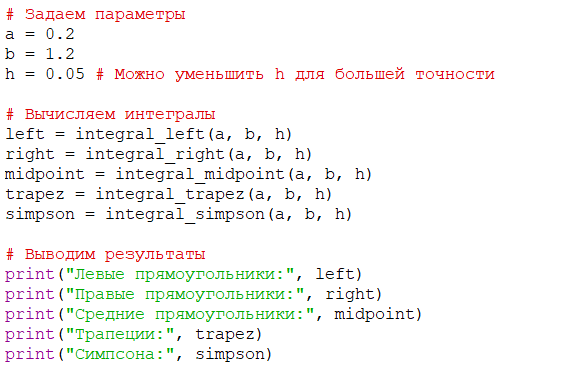 # Задаем параметры
a = 0.2
b = 1.2
h = 0.05 # Можно уменьшить h для большей точности
# Вычисляем интегралы
left = integral_left(a, b, h)
right = integral_right(a, b, h)
midpoint = integral_midpoint(a, b, h)
trapez = integral_trapez(a, b, h)
simpson = integral_simpson(a, b, h)
# Выводим результаты
print("Левые прямоугольники:", left)
print("Правые прямоугольники:", right)
print("Средние прямоугольники:", midpoint)
print("Трапеции:", trapez)
print("Симпсона:", simpson)